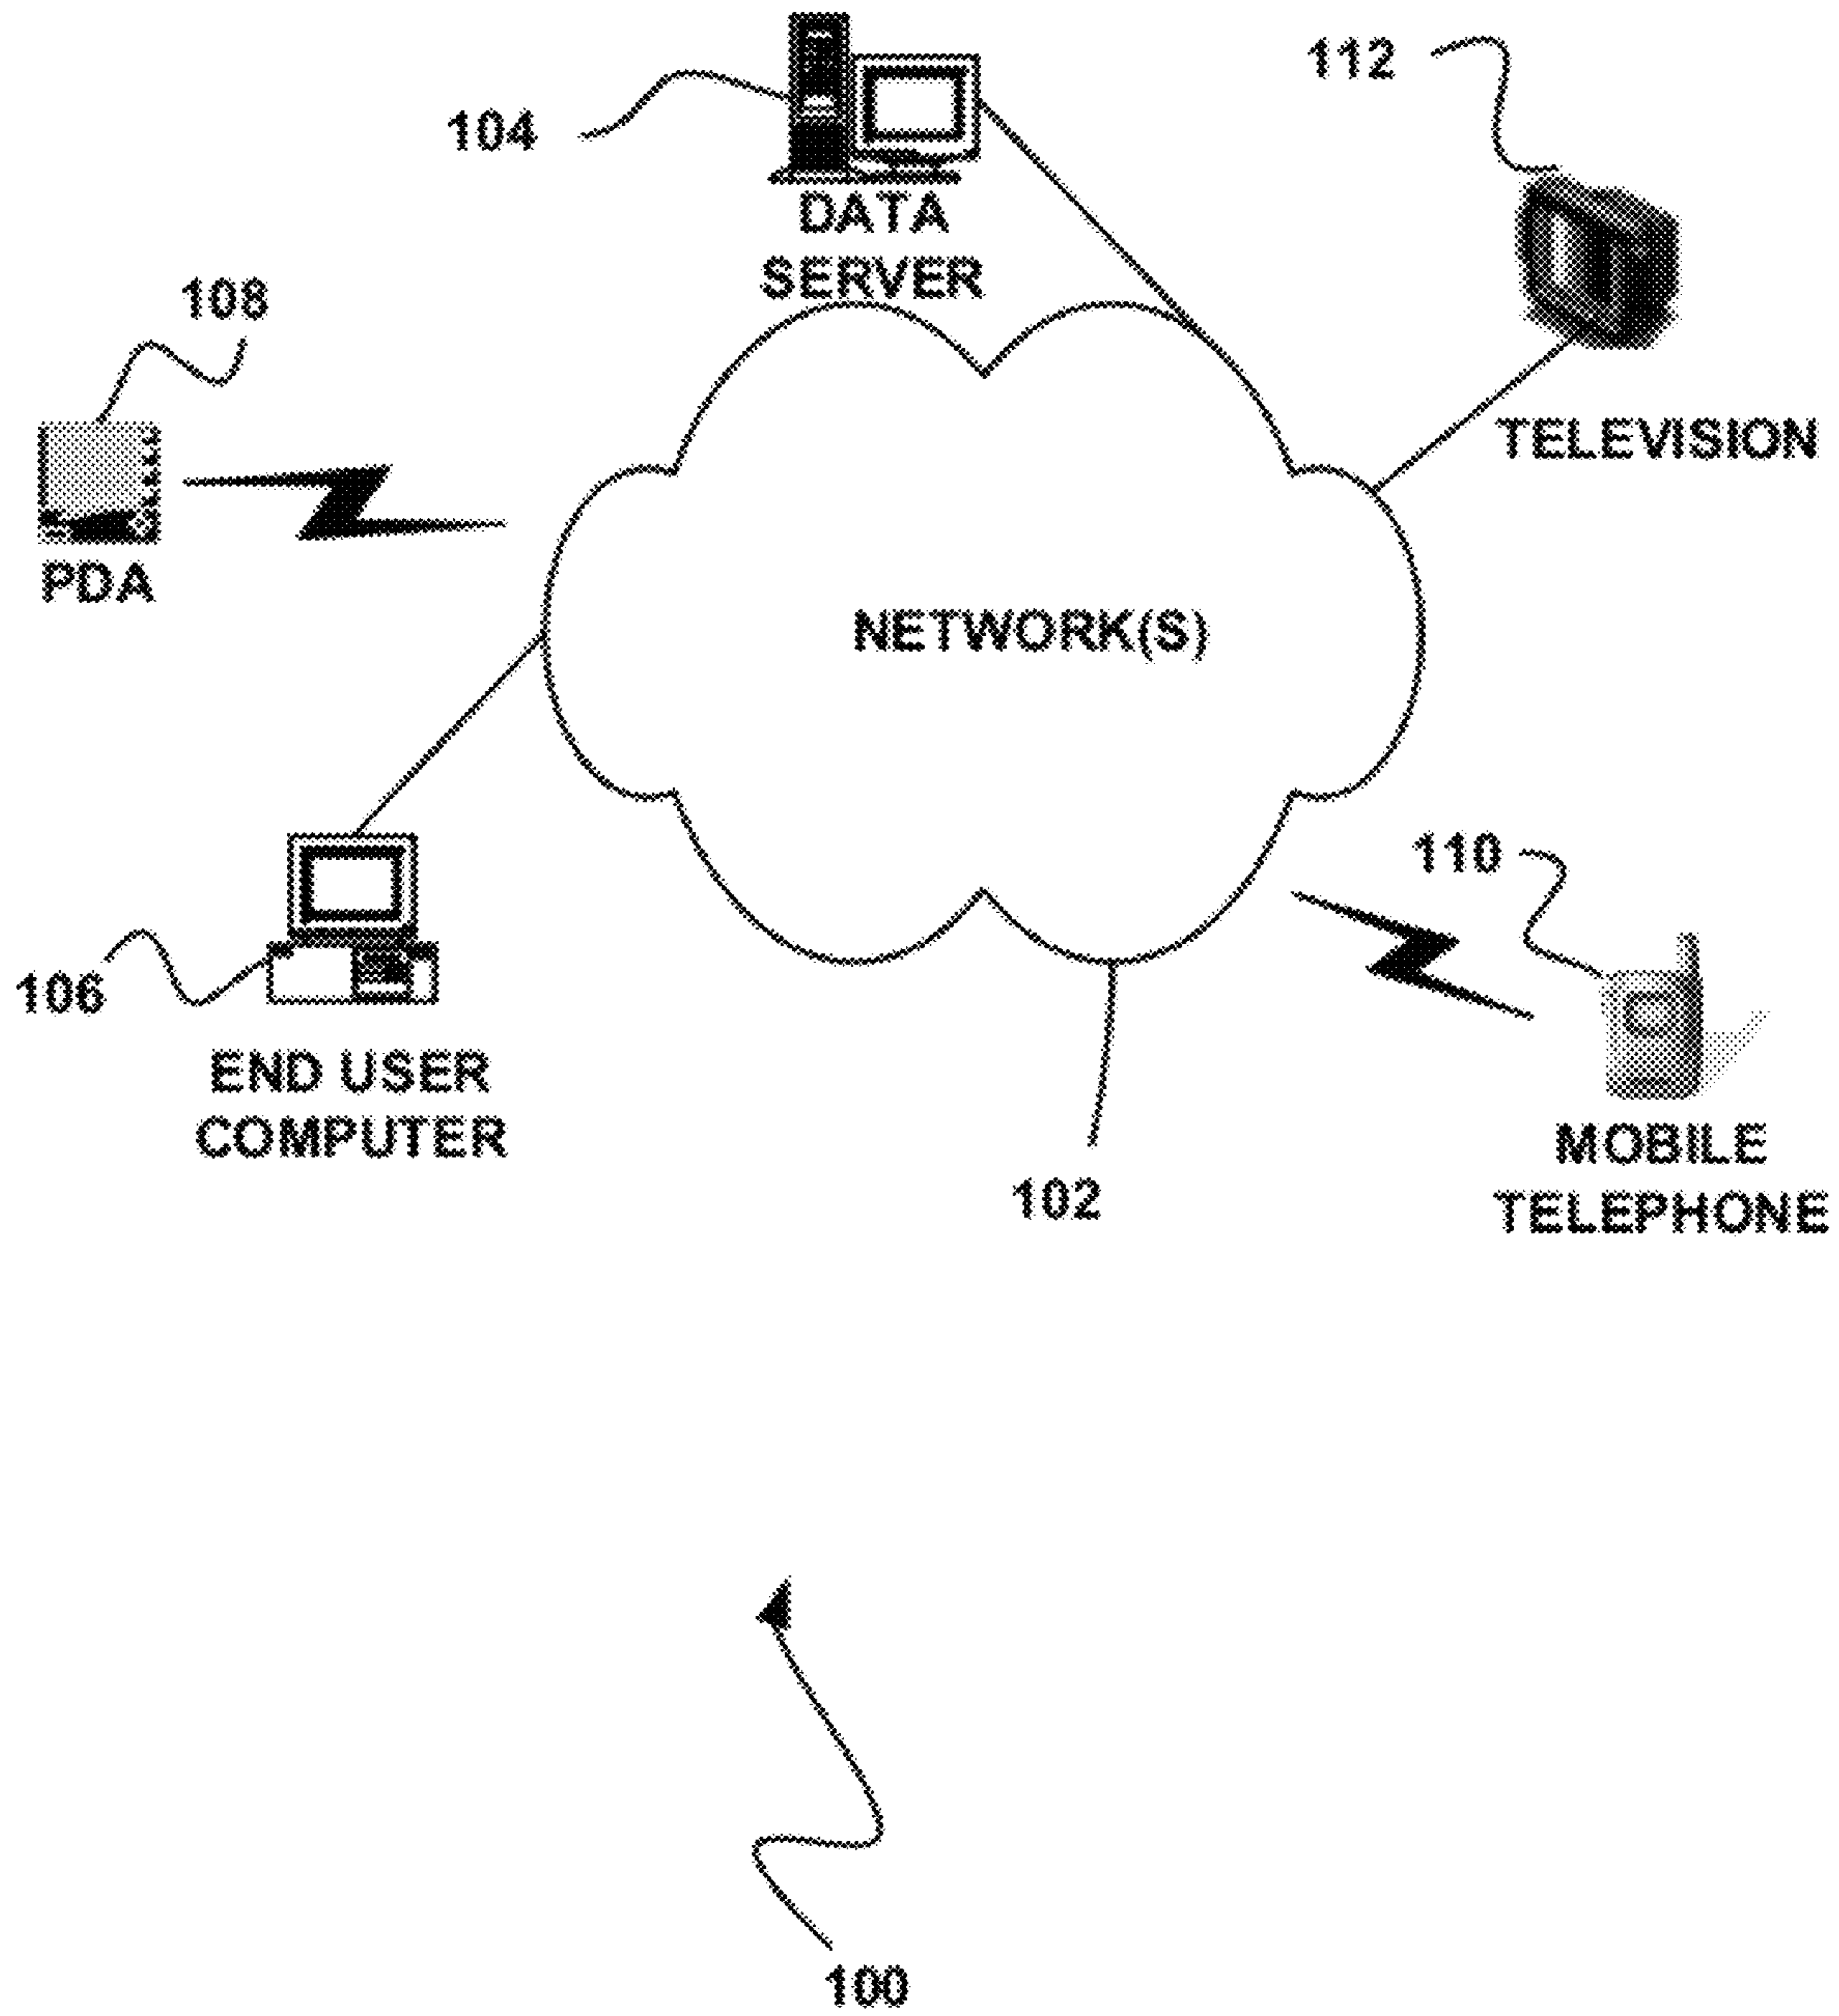 112
104
DATA
SERVER
108
TELEVISION
PDA
NETWORK(S)
110
106
END USER
COMPUTER
MOBILE
TELEPHONE
102
100